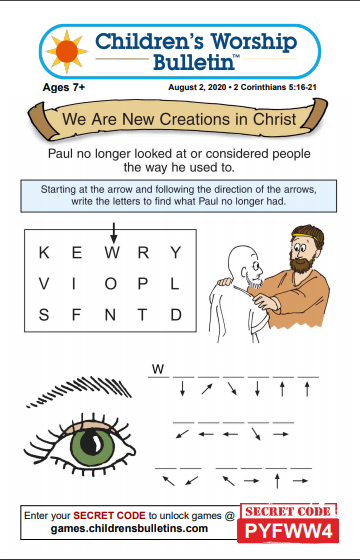 Children's Worship
Bulletin™
Ages 7+
August 2, 2020 • 2 Corinthians 5:16-21
We Are New Creations in Christ
Paul no longer looked at or considered people
the way he used to.
Starting at the arrow and following the direction of the arrows,
write the letters to find what Paul no longer had.
K E W R Y
V I O P L
S F N T D
W
Enter your SECRET CODE to unlock games @
games.childrensbulletins.com
SECRET CODE
PYFWW4